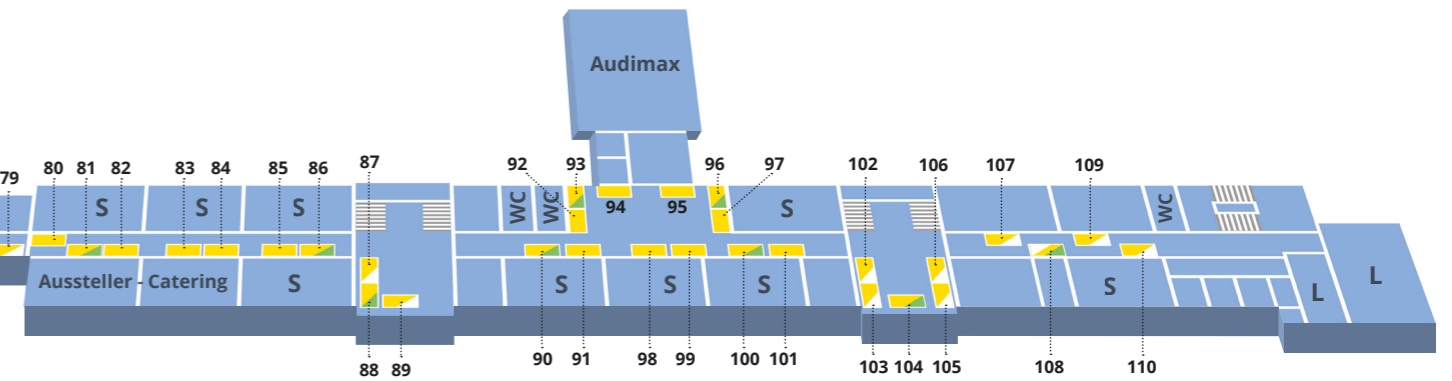 Audimax
79
80
81
82
83
84
85
86
87
92
93
96
97
102
106
107
109
94
95
S
S
S
WC
WC
S
WC
Aussteller - Catering
S
S
S
S
S
L
L
88
89
90
91
98
99
100
101
103
104
105
108
110